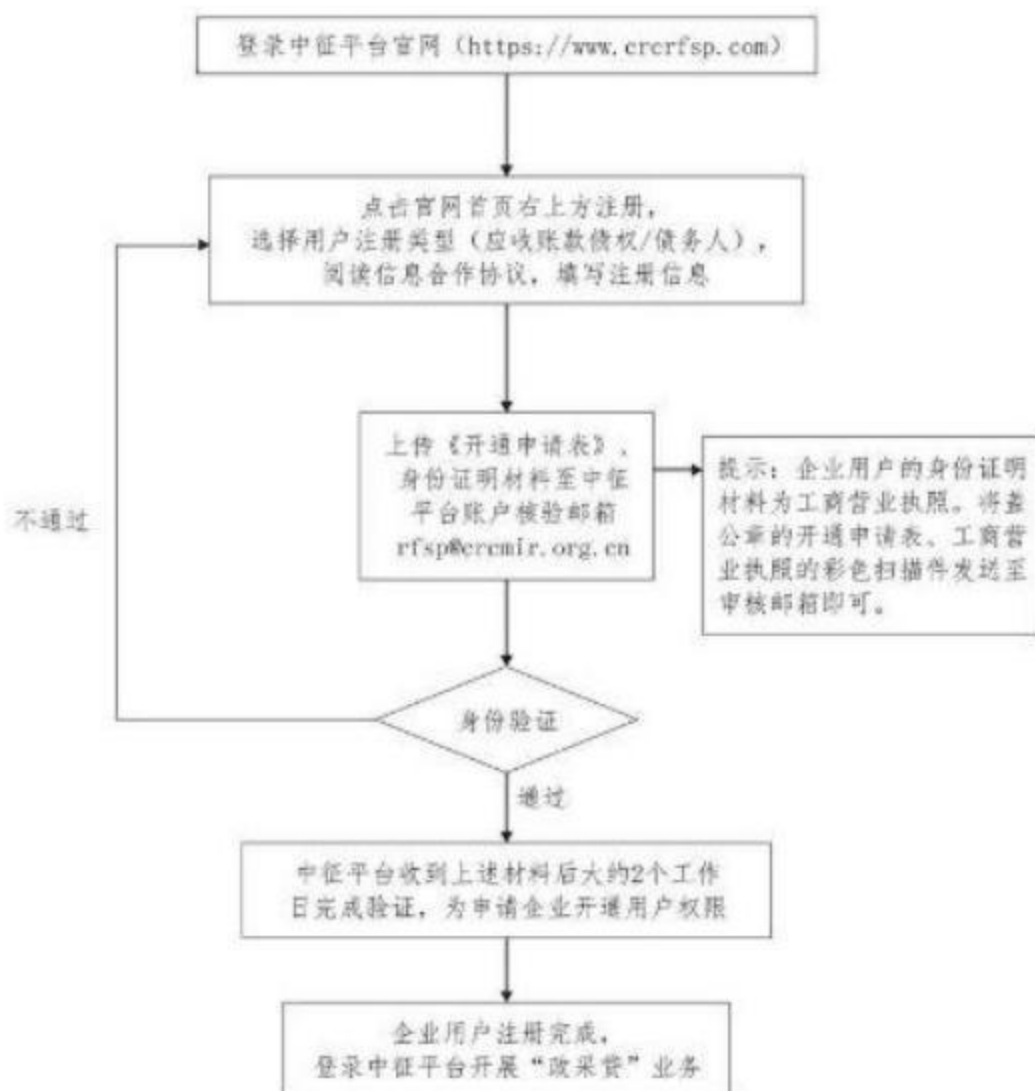 登录中征平台官网（https://www.crcrfsp.com）
点击官网首页右上方注册，
选择用户注册类型（应收账款债权/债务人），
阅读信息合作协议，填写注册信息
上传《开通申请表》、
身份证明材料至中征
平台账户核验邮箱
rfsp@crcmir.org.cn
提示：企业用户的身份证明
材料为工商营业执照。将盖
公章的开通申请表、工商营
业执照的彩色扫描件发送至
审核邮箱即可。
不通过
身份验证
通过
中征平台收到上述材料后大约2个工作
日完成验证，为申请企业开通用户权限
企业用户注册完成，
登录中征平台开展“政采贷”业务